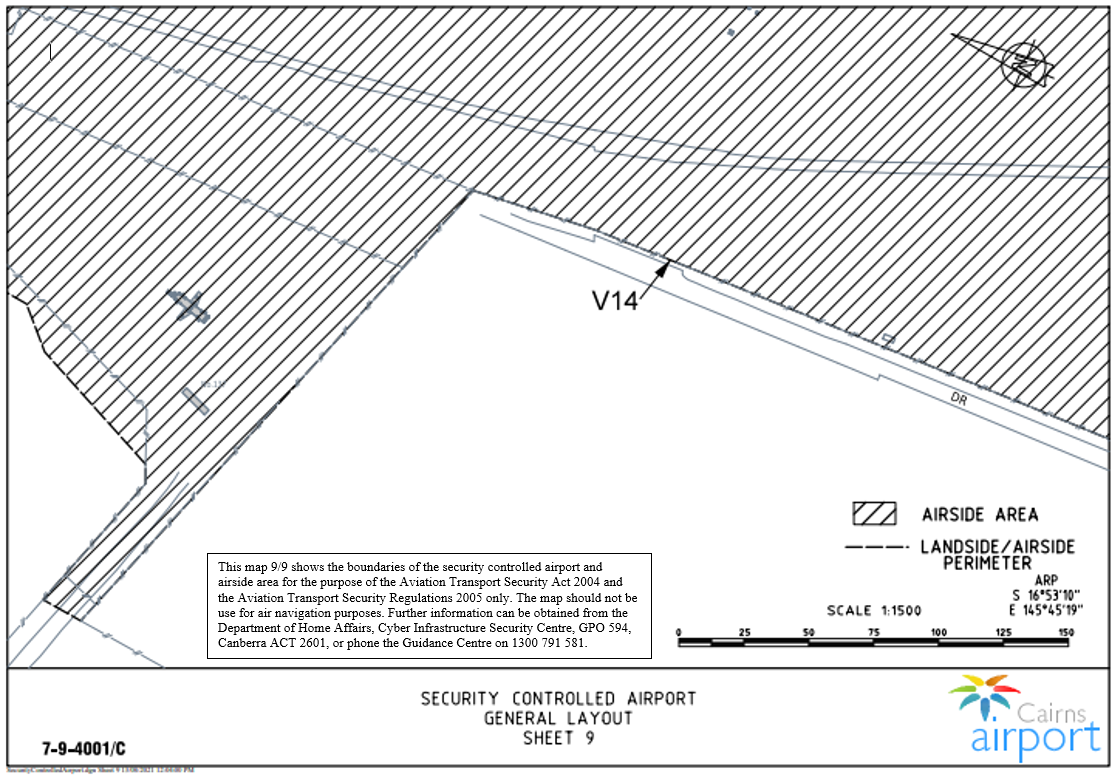 V14
DR
AIRSIDE AREA
LANDSIDE/AIRSIDE
PERIMETER
ARP
S 16°53'10"
E 145°45'19"
SCALE 1:1500
0 25 50 75 100 125 150
This map 9/9 shows the boundaries of the security controlled airport and
airside area for the purpose of the Aviation Transport Security Act 2004 and
the Aviation Transport Security Regulations 2005 only. The map should not be
use for air navigation purposes. Further information can be obtained from the
Department of Home Affairs, Cyber Infrastructure Security Centre, GPO 594,
Canberra ACT 2601, or phone the Guidance Centre on 1300 791 581.
SECURITY CONTROLLED AIRPORT
GENERAL LAYOUT
SHEET 9
7-9-4001/C
Cairns
airport